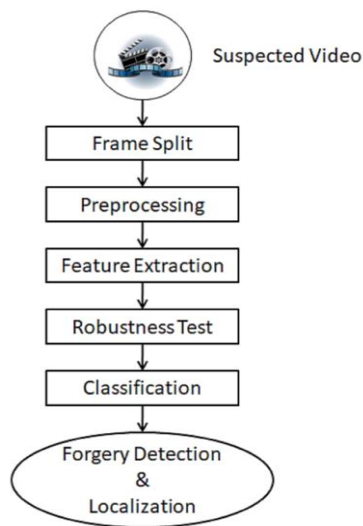 Suspected Video
Frame Split
Preprocessing
Feature Extraction
Robustness Test
Classification
Forgery Detection
&
Localization